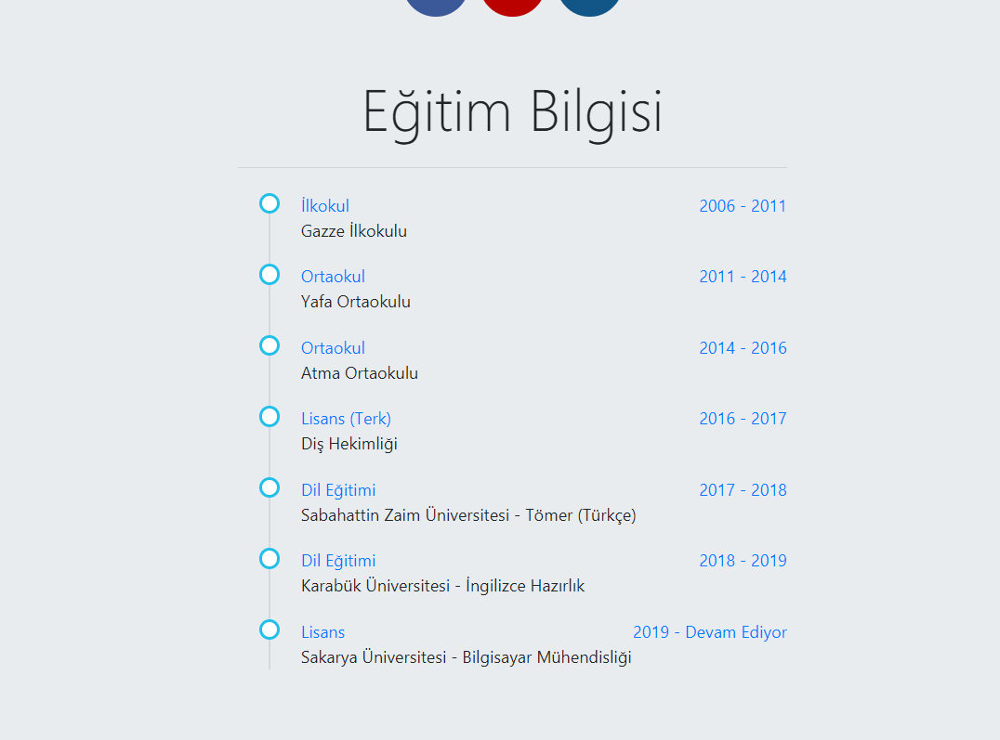 Eğitim Bilgisi
İlkokul 2006 - 2011
Gazze İlkokulu
Ortaokul 2011 - 2014
Yafa Ortaokulu
Ortaokul 2014 - 2016
Atma Ortaokulu
Lisans (Terk) 2016 - 2017
Diş Hekimliği
Dil Eğitimi 2017 - 2018
Sabahattin Zaim Üniversitesi - Tömer (Türkçe)
Dil Eğitimi 2018 - 2019
Karabük Üniversitesi - İngilizce Hazırlık
Lisans 2019 - Devam Ediyor
Sakarya Üniversitesi - Bilgisayar Mühendisliği